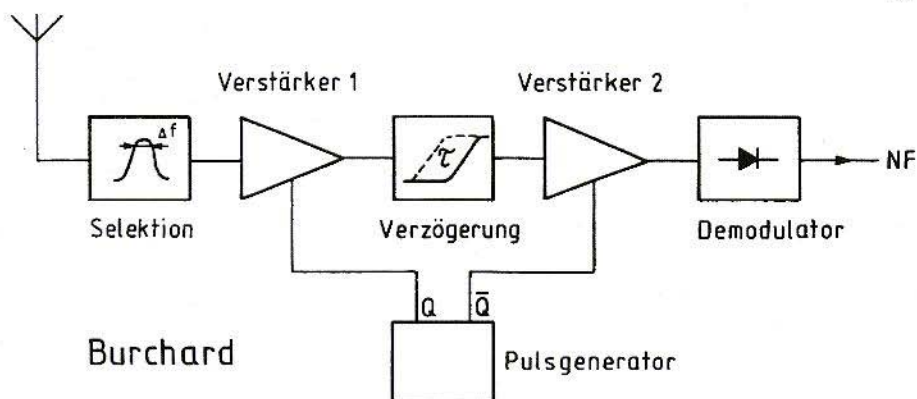 Verstärker 1
Verstärker 2
Δf
τ
NF
Selektion
Verzögerung
Demodulator
Q
Q̅
Burchard
Pulsgenerator